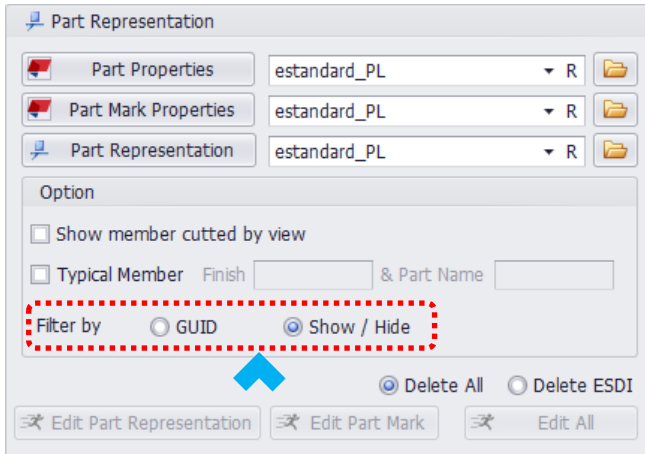 Part Representation
Part Properties estandard_PL R
Part Mark Properties estandard_PL R
Part Representation estandard_PL R
Option
Show member cutted by view
Typical Member Finish & Part Name
Filter by GUID Show / Hide
Delete All Delete ESDI
Edit Part Representation Edit Part Mark Edit All